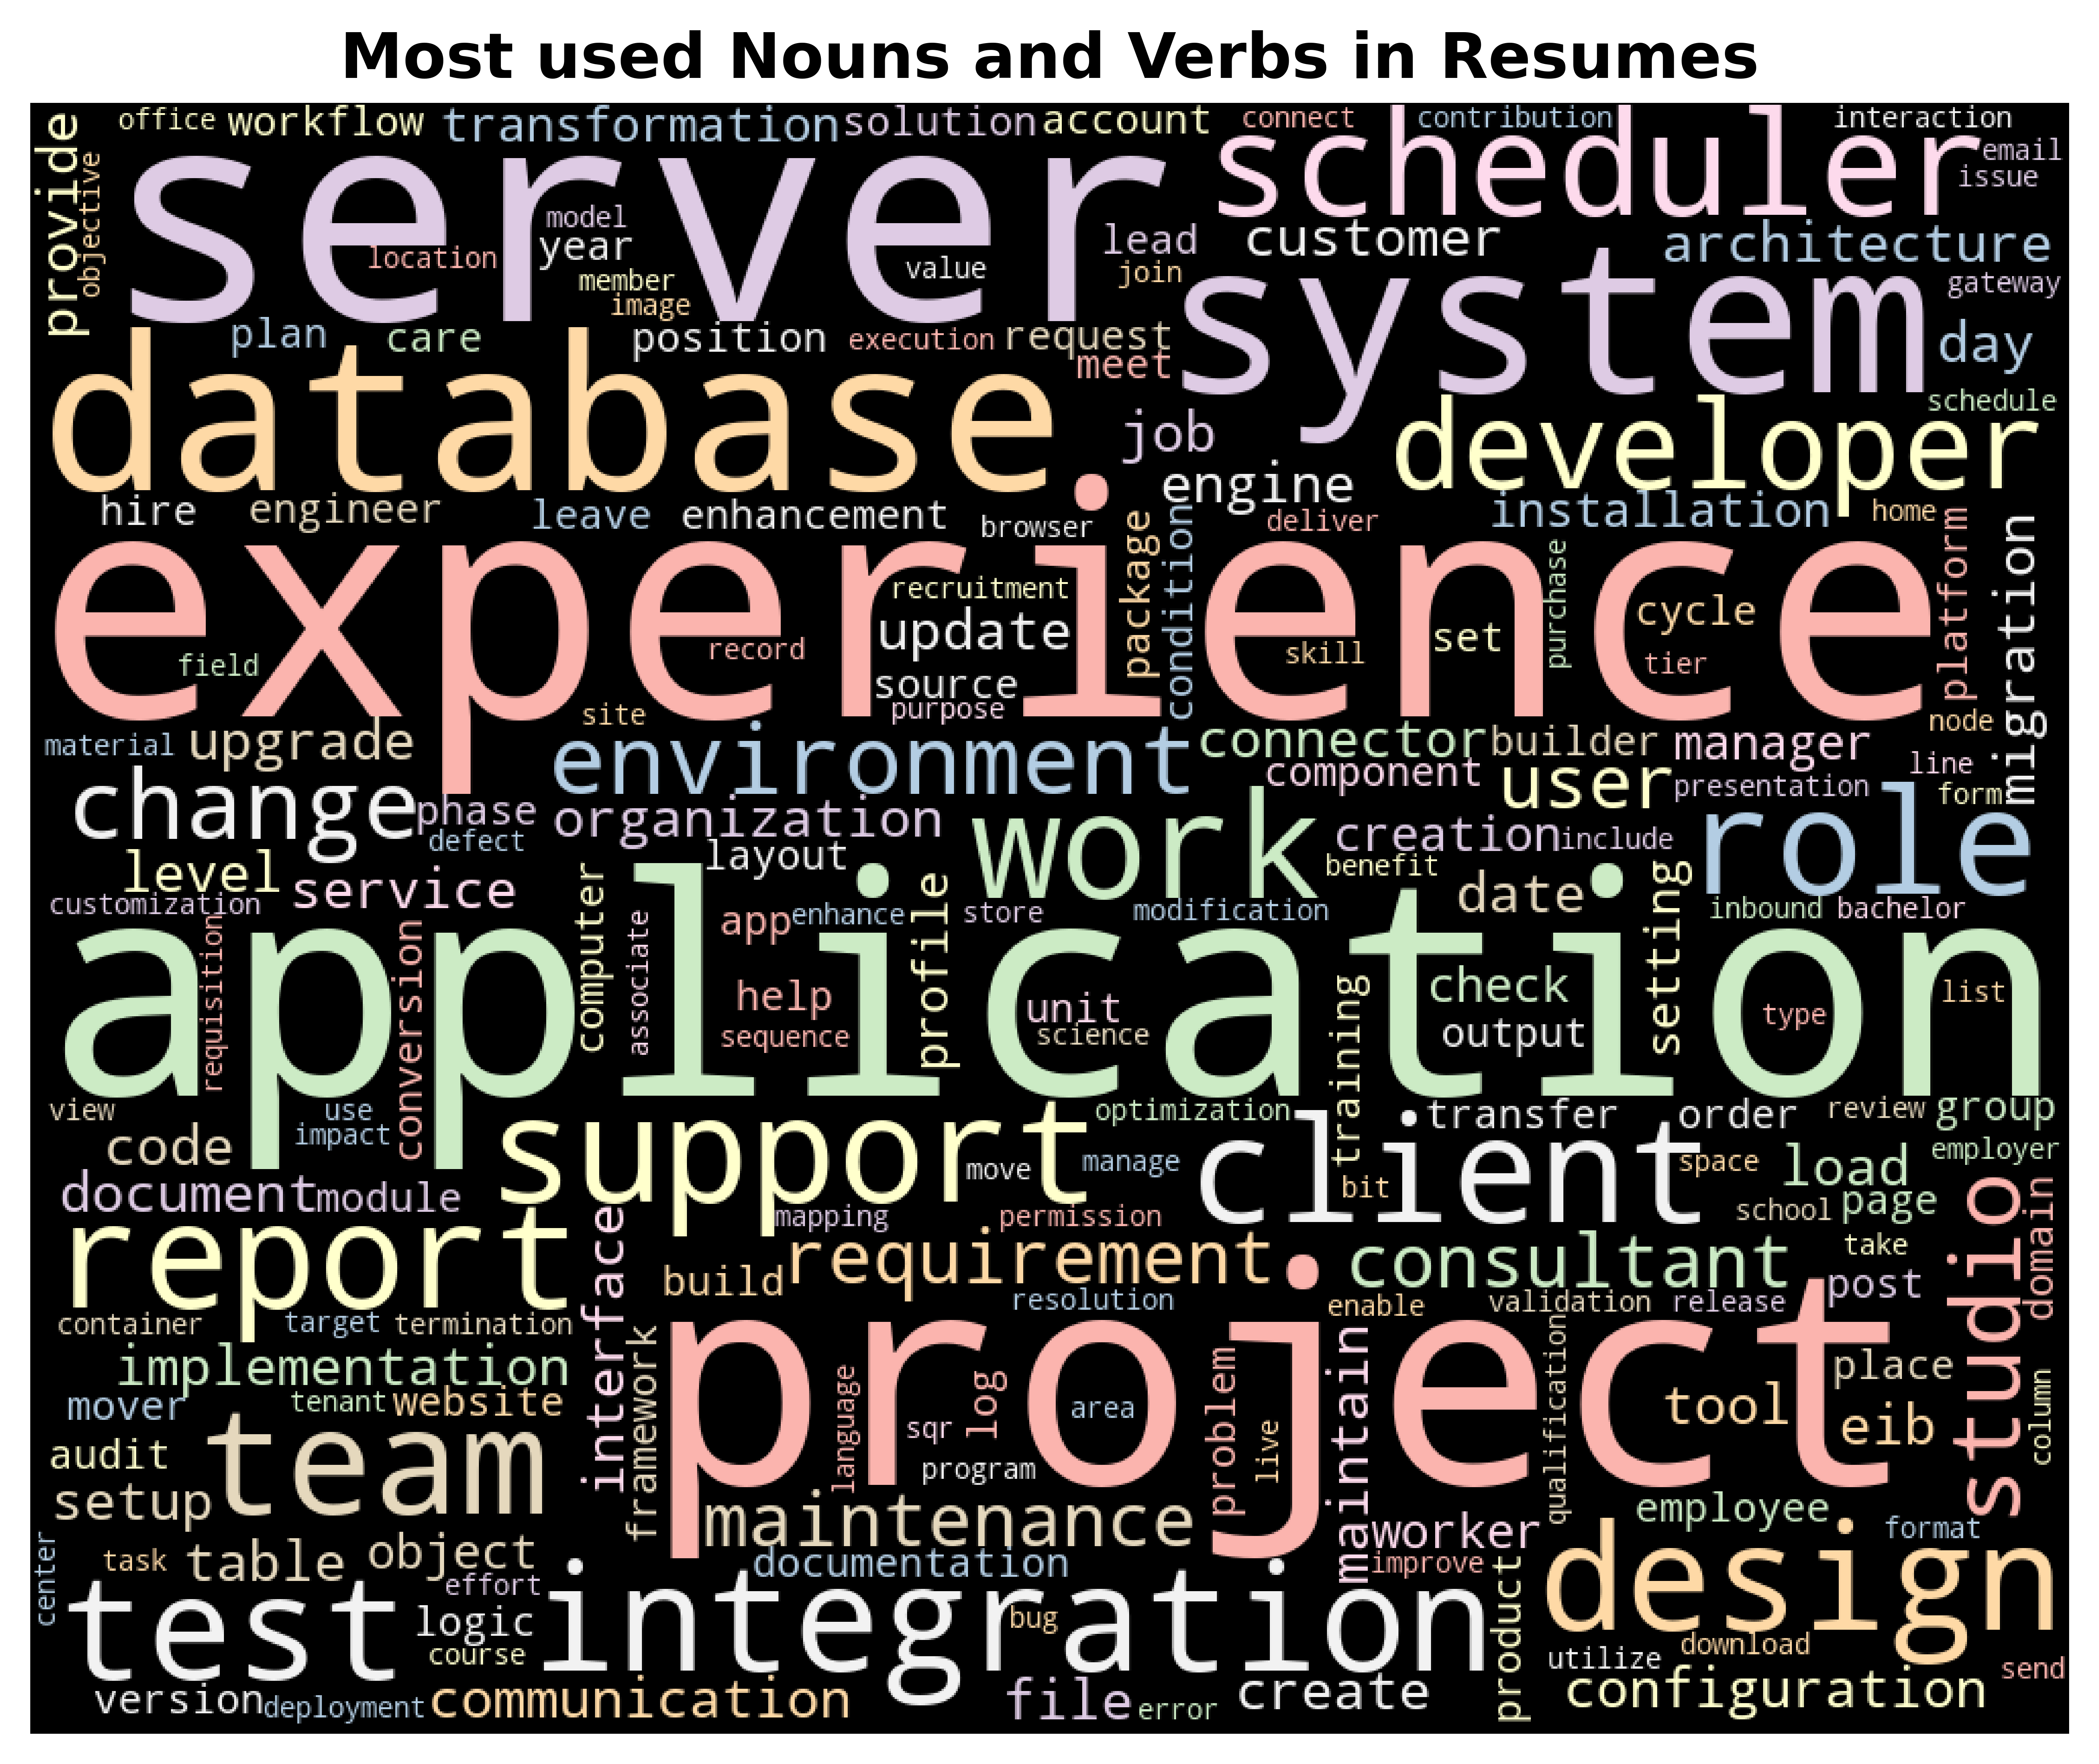 Most used Nouns and Verbs in Resumes
office workflow transformation solution account connect contribution interaction
provide objective server scheduler email issue
model year location member image value lead join customer architecture
system gateway day
plan care position execution request meet
database job developer schedule
hire engineer leave enhancement browser engine deliver installation home
experience package condition purchase platform migration
recruitment update record field source purpose skill set cycle tier
site node
material upgrade environment connector builder manager line
component user presentation form
change phase defect organization work creation include role
level service layout benefit
customization computer associate app enhance profile store modification date setting inbound bachelor
requisition conversion application
help sequence unit science training check output type list
view use impact optimization transfer order review group
code support client move manage bit space load employer
document module mapping permission school page
report interface build requirement consultant take studio domain
resolution enable validation release post
container target termination
implementation framework project place
mover tenant website language sqr log area problem live maintain qualification tool eib column
audit team program
setup maintenance worker employee
center task table object documentation improve format
effort test logic integration bug product design
course utilize download send
version deployment communication file error create configuration